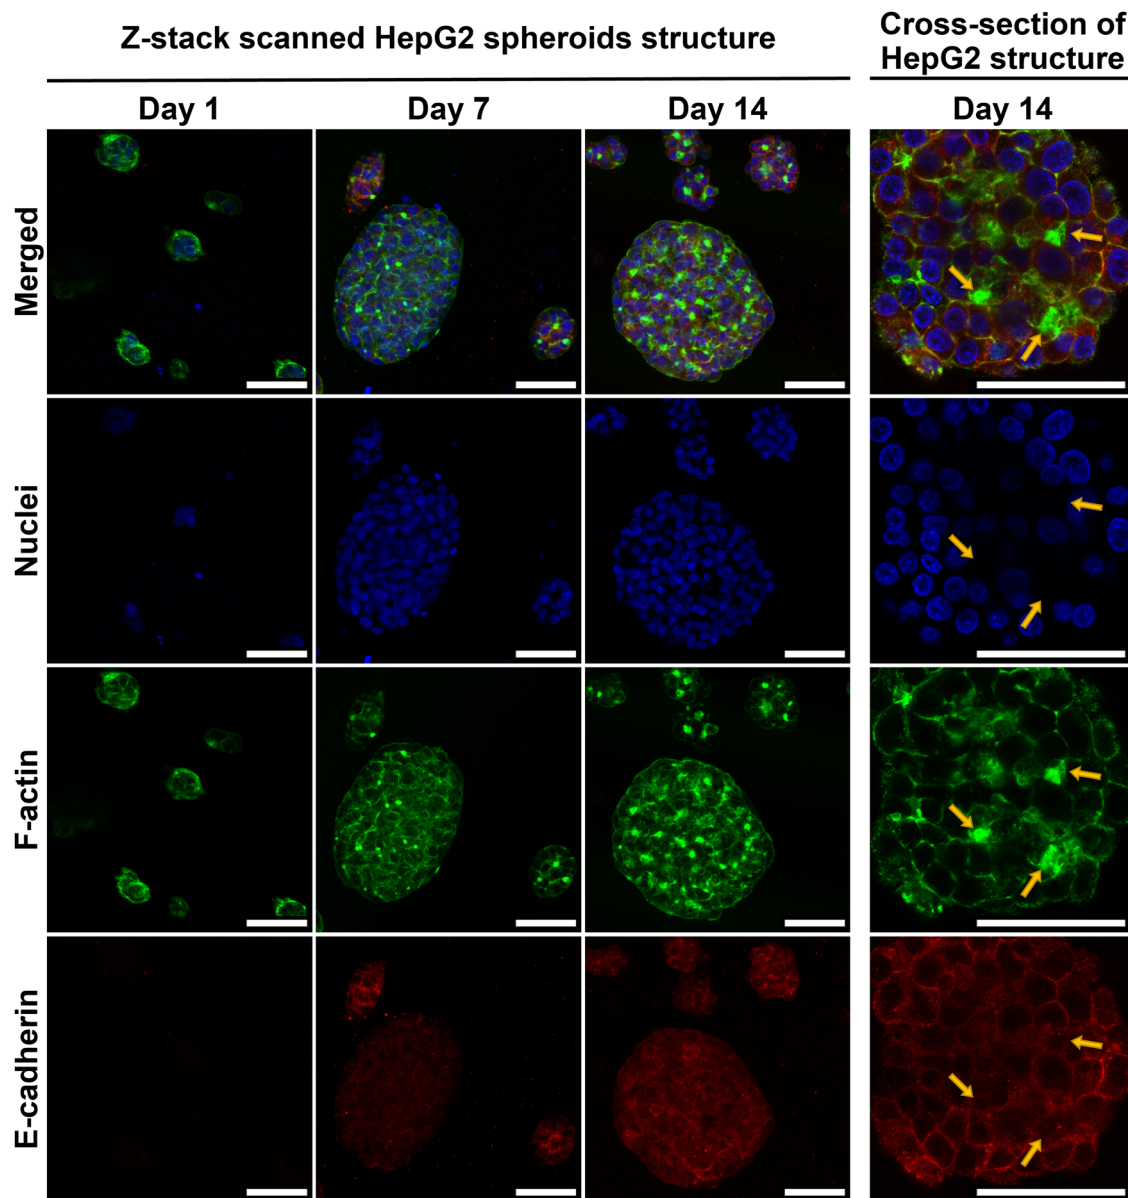 Z-stack scanned HepG2 spheroids structure
Cross-section of
HepG2 structure
Day 1
Day 7
Day 14
Day 14
Merged
Nuclei
F-actin
E-cadherin